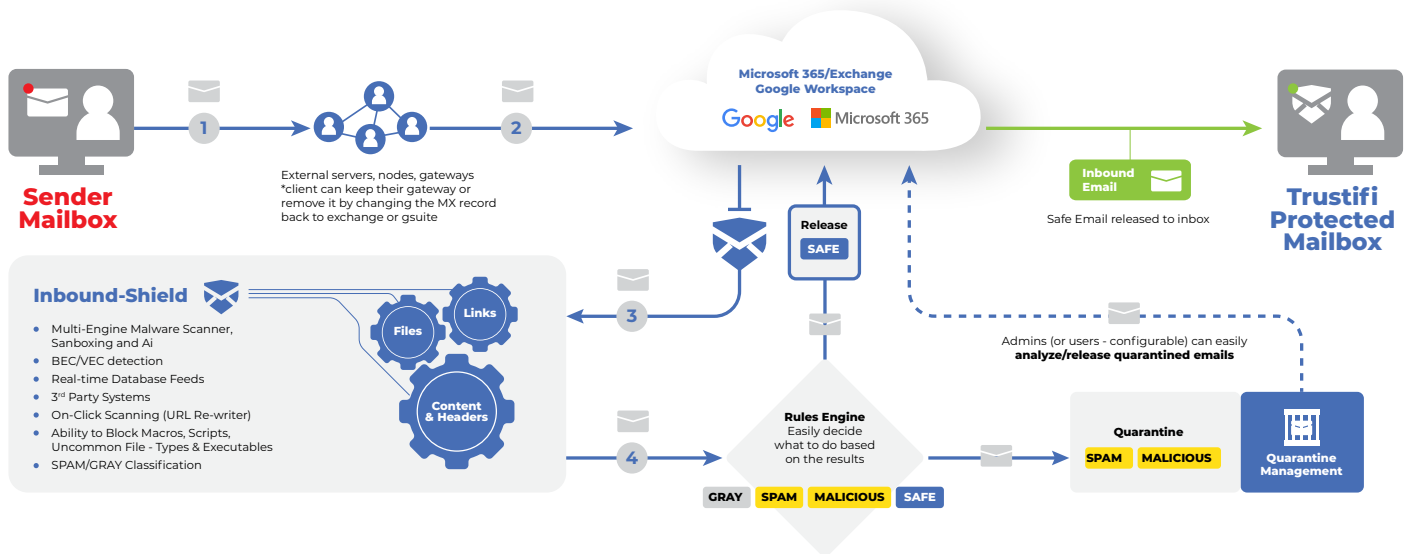 Sender
Mailbox
1
External servers, nodes, gateways
*client can keep their gateway or
remove it by changing the MX record
back to exchange or gsuite
2
Microsoft 365/Exchange
Google Workspace
Google
Microsoft 365
Inbound
Email
Safe Email released to inbox
Trustifi
Protected
Mailbox
Release
SAFE
3
Inbound-Shield
Multi-Engine Malware Scanner,
Sanboxing and Ai
BEC/VEC detection
Real-time Database Feeds
3rd Party Systems
On-Click Scanning (URL Re-writer)
Ability to Block Macros, Scripts,
Uncommon File - Types & Executables
SPAM/GRAY Classification
Files
Links
Content
& Headers
4
Rules Engine
Easily decide
what to do based
on the results
GRAY
SPAM
MALICIOUS
SAFE
Admins (or users - configurable) can easily
analyze/release quarantined emails
Quarantine
SPAM
MALICIOUS
Quarantine
Management